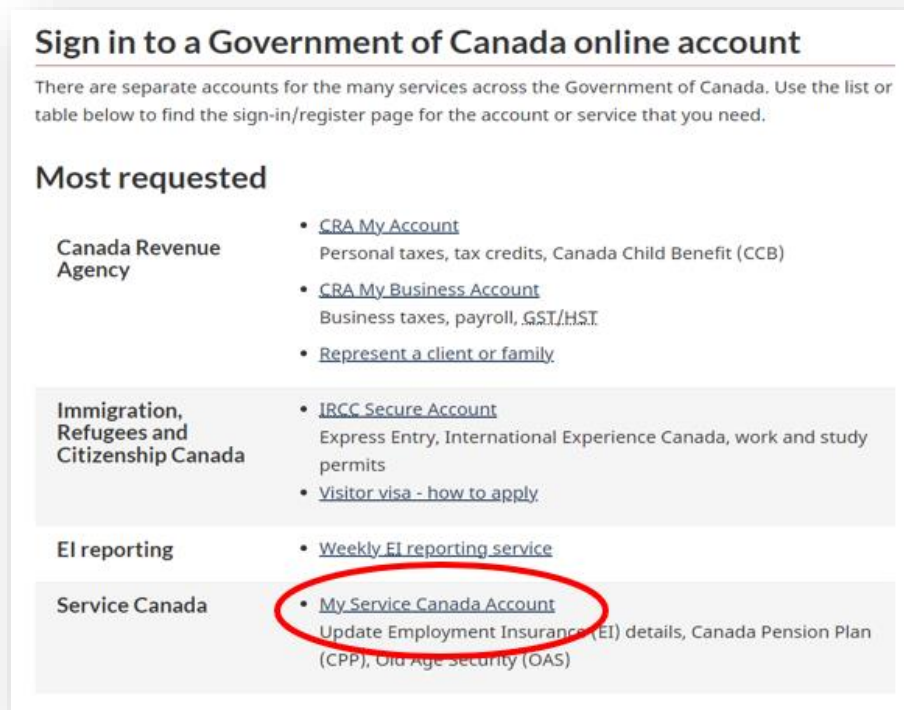 Sign in to a Government of Canada online account
There are separate accounts for the many services across the Government of Canada. Use the list or
table below to find the sign-in/register page for the account or service that you need.
Most requested
Canada Revenue
Agency
• CRA My Account
Personal taxes, tax credits, Canada Child Benefit (CCB)
• CRA My Business Account
Business taxes, payroll, GST/HST
• Represent a client or family
Immigration,
Refugees and
Citizenship Canada
• IRCC Secure Account
Express Entry, International Experience Canada, work and study
permits
• Visitor visa - how to apply
EI reporting
• Weekly EI reporting service
Service Canada
• My Service Canada Account
Update Employment Insurance (EI) details, Canada Pension Plan
(CPP), Old Age Security (OAS)